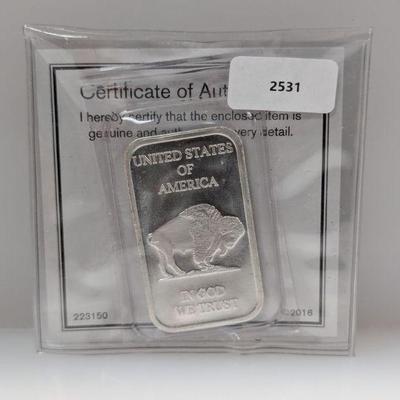 Certificate of Aut
2531
I hereby certify that the enclosed item is
genuine and very detail.
UNITED STATES
OF
AMERICA
IN GOD
WE TRUST
223150
©2016